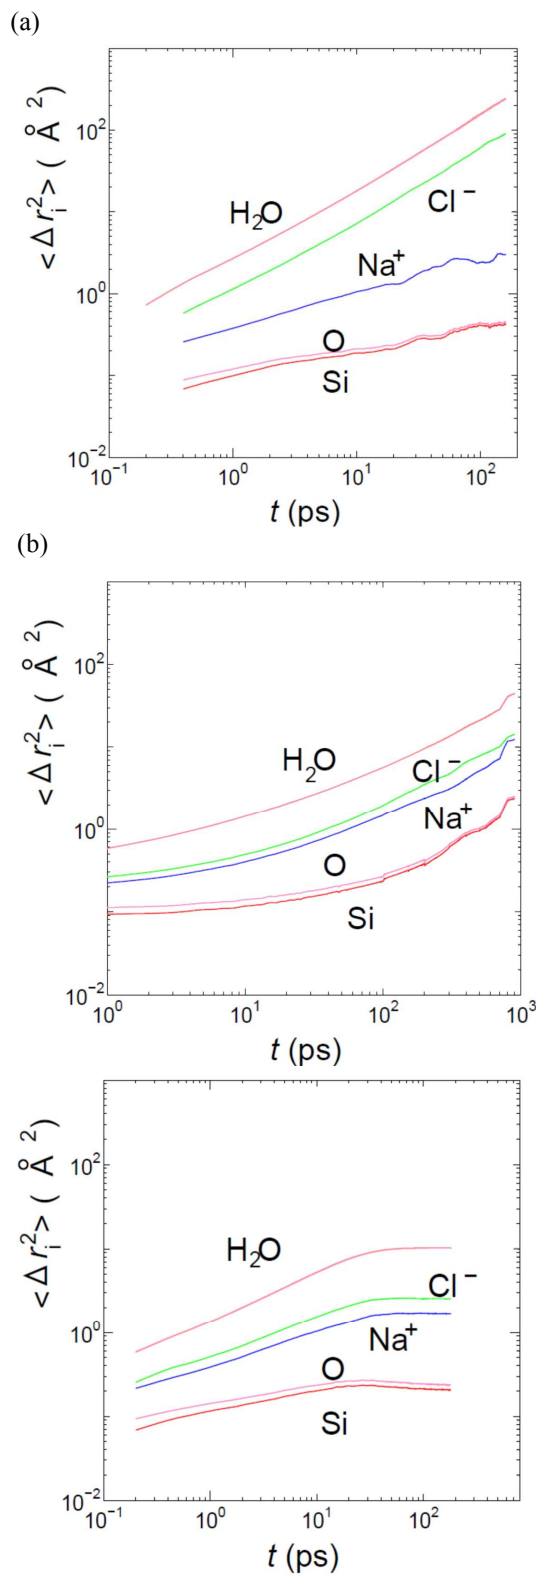 (a)
<Δ r_i^2> ( Å^2)
10^2
10^0
10^−2
H2O
Cl−
Na+
O
Si
10^−1
10^0
10^1
10^2
t (ps)
(b)
<Δ r_i^2> ( Å^2)
10^2
10^0
10^−2
H2O
Cl−
Na+
O
Si
10^0
10^1
10^2
10^3
t (ps)
<Δ r_i^2> ( Å^2)
10^2
10^0
10^−2
H2O
Cl−
Na+
O
Si
10^−1
10^0
10^1
10^2
t (ps)